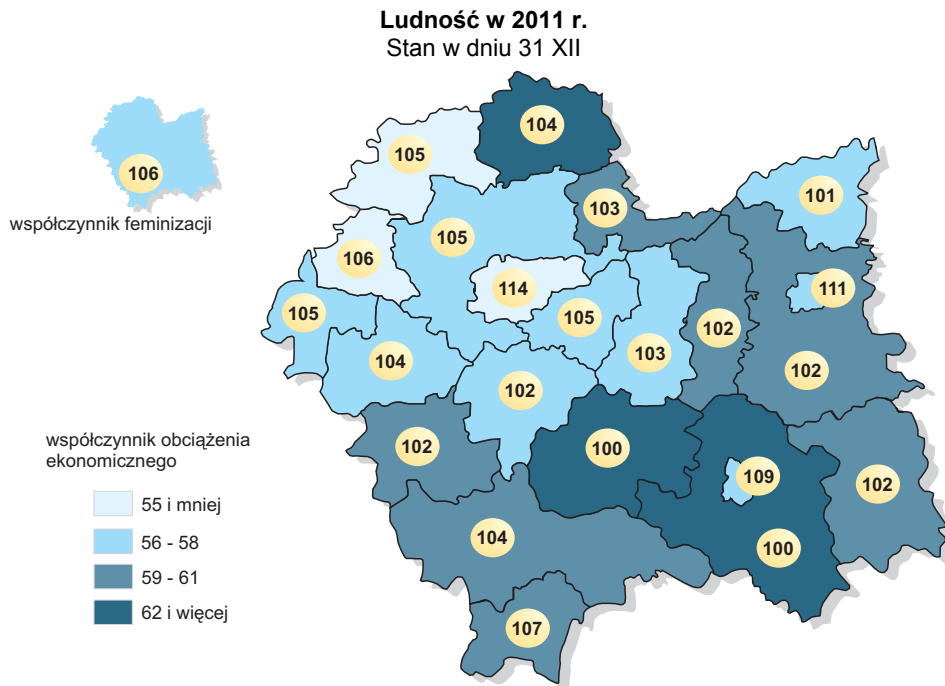 Ludność w 2011 r.
Stan w dniu 31 XII
106
współczynnik feminizacji
104
105
103
101
105
106
114
111
105
105
102
103
104
102
102
102
100
109
102
104
100
107
współczynnik obciążenia
ekonomicznego
55 i mniej
56 - 58
59 - 61
62 i więcej